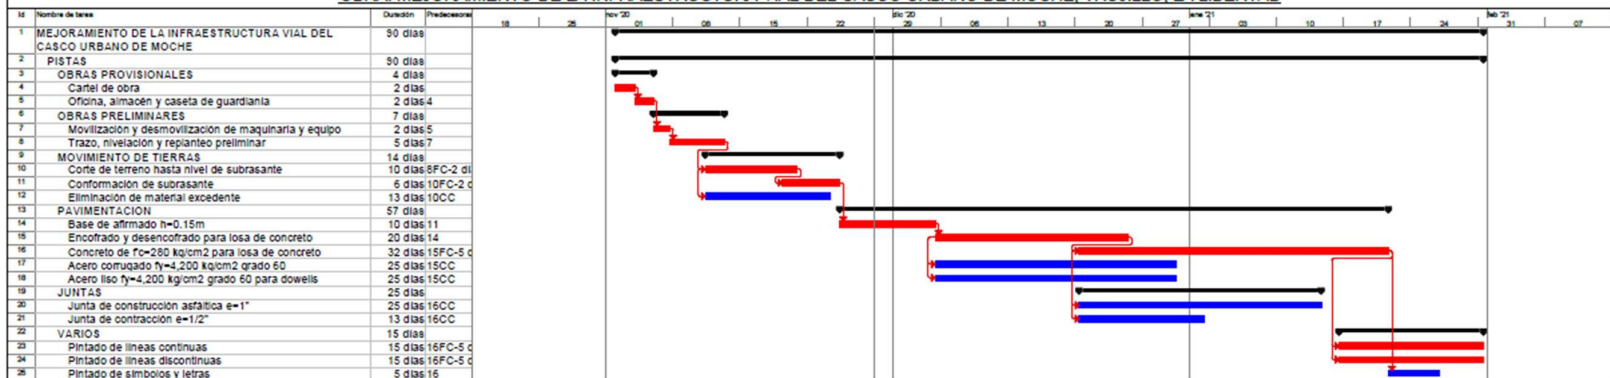 Id Nombre de tarea Duración Predecesoras nov '20 dic '20 ene '21 feb '21
18 25 01 08 15 22 29 06 13 20 27 03 10 17 24 31 07
1 MEJORAMIENTO DE LA INFRAESTRUCTURA VIAL DEL 90 días
CASCO URBANO DE MOCHE
2 PISTAS 90 días
3 OBRAS PROVISIONALES 4 días
4 Cartel de obra 2 días
5 Oficina, almacén y caseta de guardianía 2 días 4
6 OBRAS PRELIMINARES 7 días
7 Movilización y desmovilización de maquinaria y equipo 2 días 5
8 Trazo, nivelación y replanteo preliminar 5 días 7
9 MOVIMIENTO DE TIERRAS 14 días
10 Corte de terreno hasta nivel de subrasante 10 días 8FC-2 dí
11 Conformación de subrasante 6 días 10FC-2 d
12 Eliminación de material excedente 13 días 10CC
13 PAVIMENTACION 57 días
14 Base de afirmado h=0.15m 10 días 11
15 Encofrado y desencofrado para losa de concreto 20 días 14
16 Concreto de f'c=280 kg/cm2 para losa de concreto 32 días 15FC-5 d
17 Acero corrugado fy=4,200 kg/cm2 grado 60 25 días 15CC
18 Acero liso fy=4,200 kg/cm2 grado 60 para dowells 25 días 15CC
19 JUNTAS 25 días
20 Junta de construcción asfáltica e=1" 25 días 16CC
21 Junta de contracción e=1/2" 13 días 16CC
22 VARIOS 15 días
23 Pintado de líneas continuas 15 días 16FC-5 d
24 Pintado de líneas discontinuas 15 días 16FC-5 d
25 Pintado de símbolos y letras 5 días 16